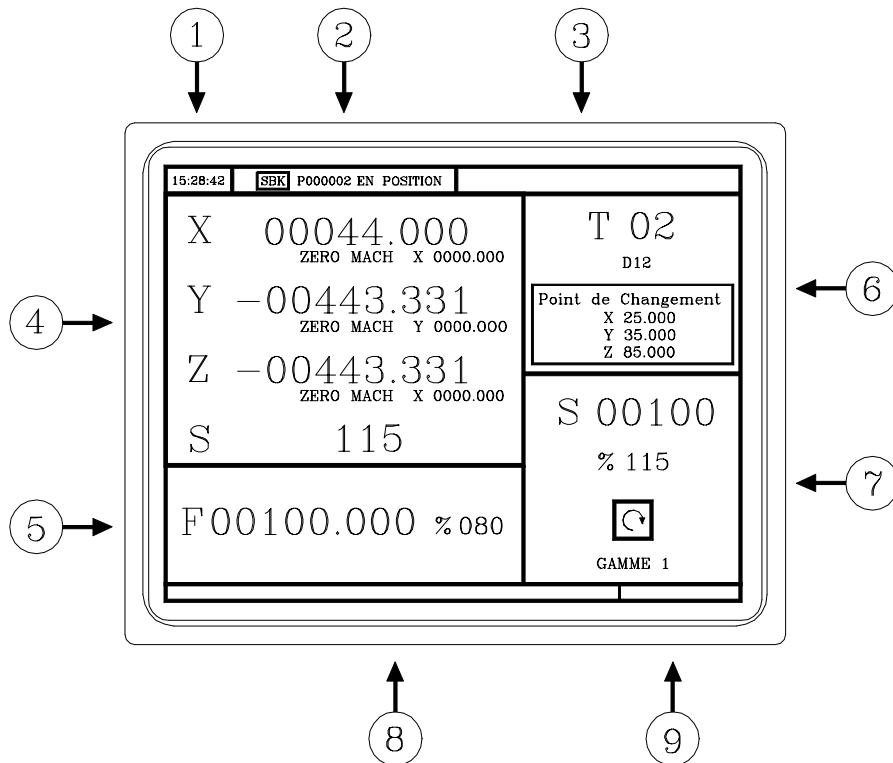 1 2 3
15:28:42 SBK P000002 EN POSITION
X 00044.000
ZERO MACH X 0000.000
Y -00443.331
ZERO MACH Y 0000.000
Z -00443.331
ZERO MACH X 0000.000
S 115
F00100.000 % 080
T 02
D12
Point de Changement
X 25.000
Y 35.000
Z 85.000
S 00100
% 115
GAMME 1
4
5
6
7
8 9